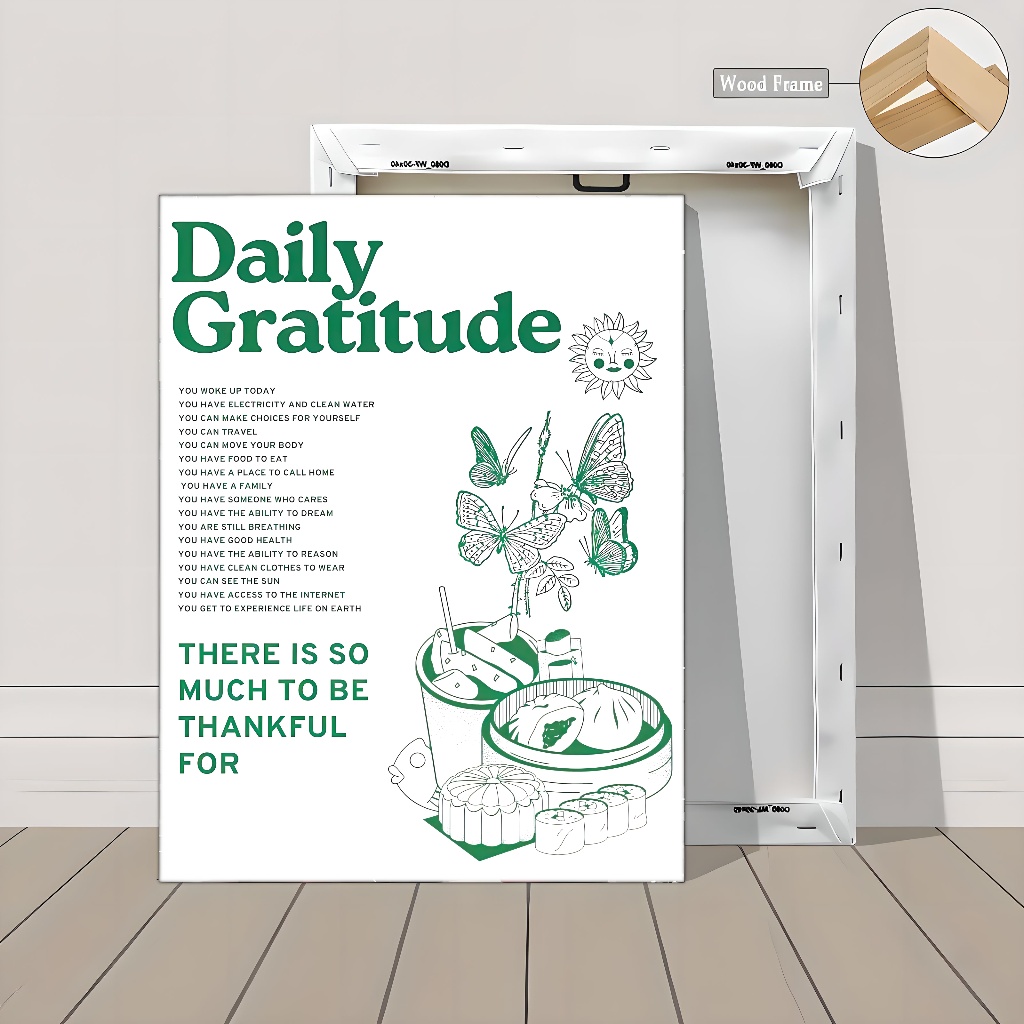 Wood Frame
Daily
Gratitude
YOU WOKE UP TODAY
YOU HAVE ELECTRICITY AND CLEAN WATER
YOU CAN MAKE CHOICES FOR YOURSELF
YOU CAN TRAVEL
YOU CAN MOVE YOUR BODY
YOU HAVE FOOD TO EAT
YOU HAVE A PLACE TO CALL HOME
YOU HAVE A FAMILY
YOU HAVE SOMEONE WHO CARES
YOU HAVE THE ABILITY TO DREAM
YOU ARE STILL BREATHING
YOU HAVE GOOD HEALTH
YOU HAVE THE ABILITY TO REASON
YOU HAVE CLEAN CLOTHES TO WEAR
YOU CAN SEE THE SUN
YOU HAVE ACCESS TO THE INTERNET
YOU GET TO EXPERIENCE LIFE ON EARTH
THERE IS SO
MUCH TO BE
THANKFUL
FOR